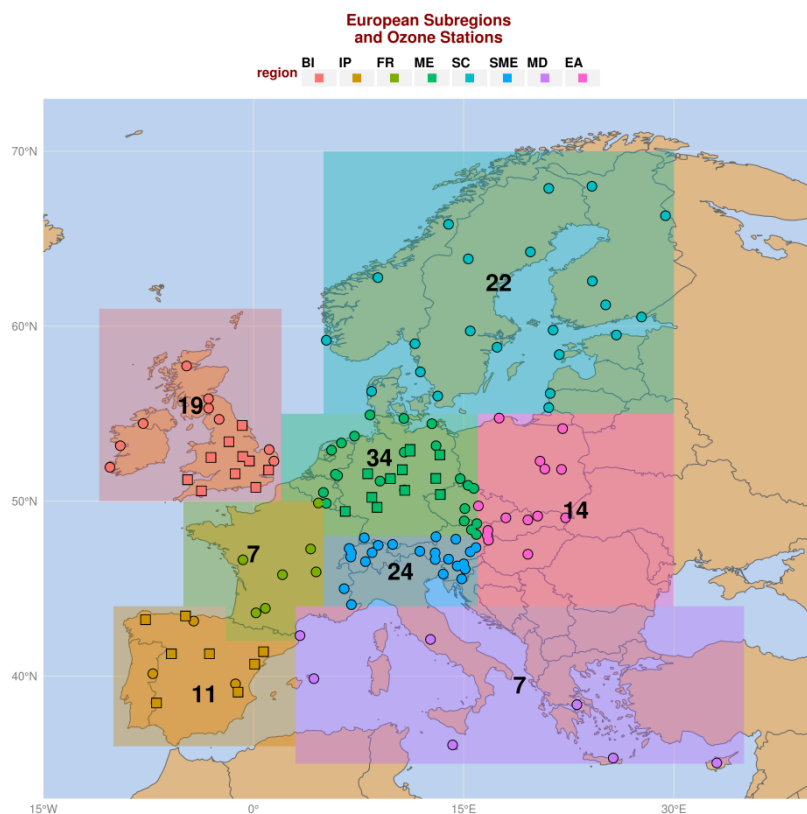 European Subregions
and Ozone Stations
region BI IP FR ME SC SME MD EA
70°N
22
60°N
19
34
50°N
14
7
24
40°N
11
7
15°W 0° 15°E 30°E